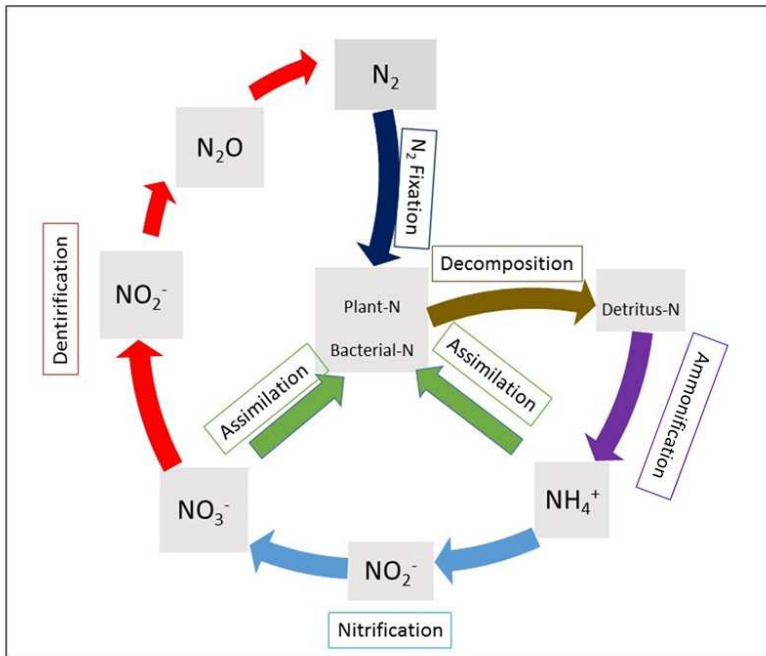 N₂
N₂O
N₂ Fixation
Dentirification
NO₂⁻
Plant-N
Bacterial-N
Decomposition
Detritus-N
Assimilation
Assimilation
Ammonification
NO₃⁻
NH₄⁺
NO₂⁻
Nitrification